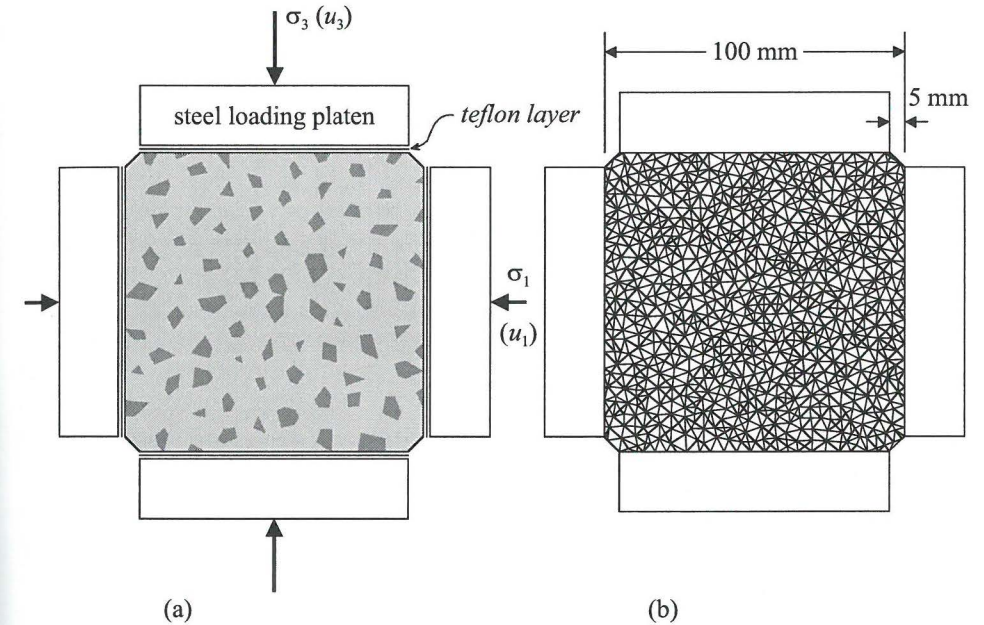 σ3 (u3)
steel loading platen
teflon layer
σ1
(u1)
(a)
100 mm
5 mm
(b)